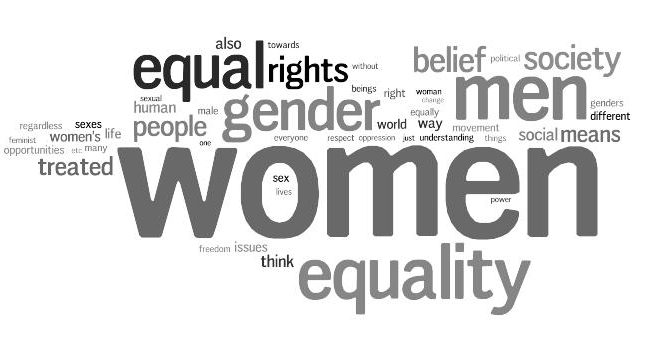 also towards
equal rights without
belief political society
sexual beings right woman men
human male gender change genders
regardless sexes people world equally way different
feminist women's life everyone respect oppression just understanding movement things social means
opportunities etc many one
treated women
sex
lives
power
freedom issues
think equality